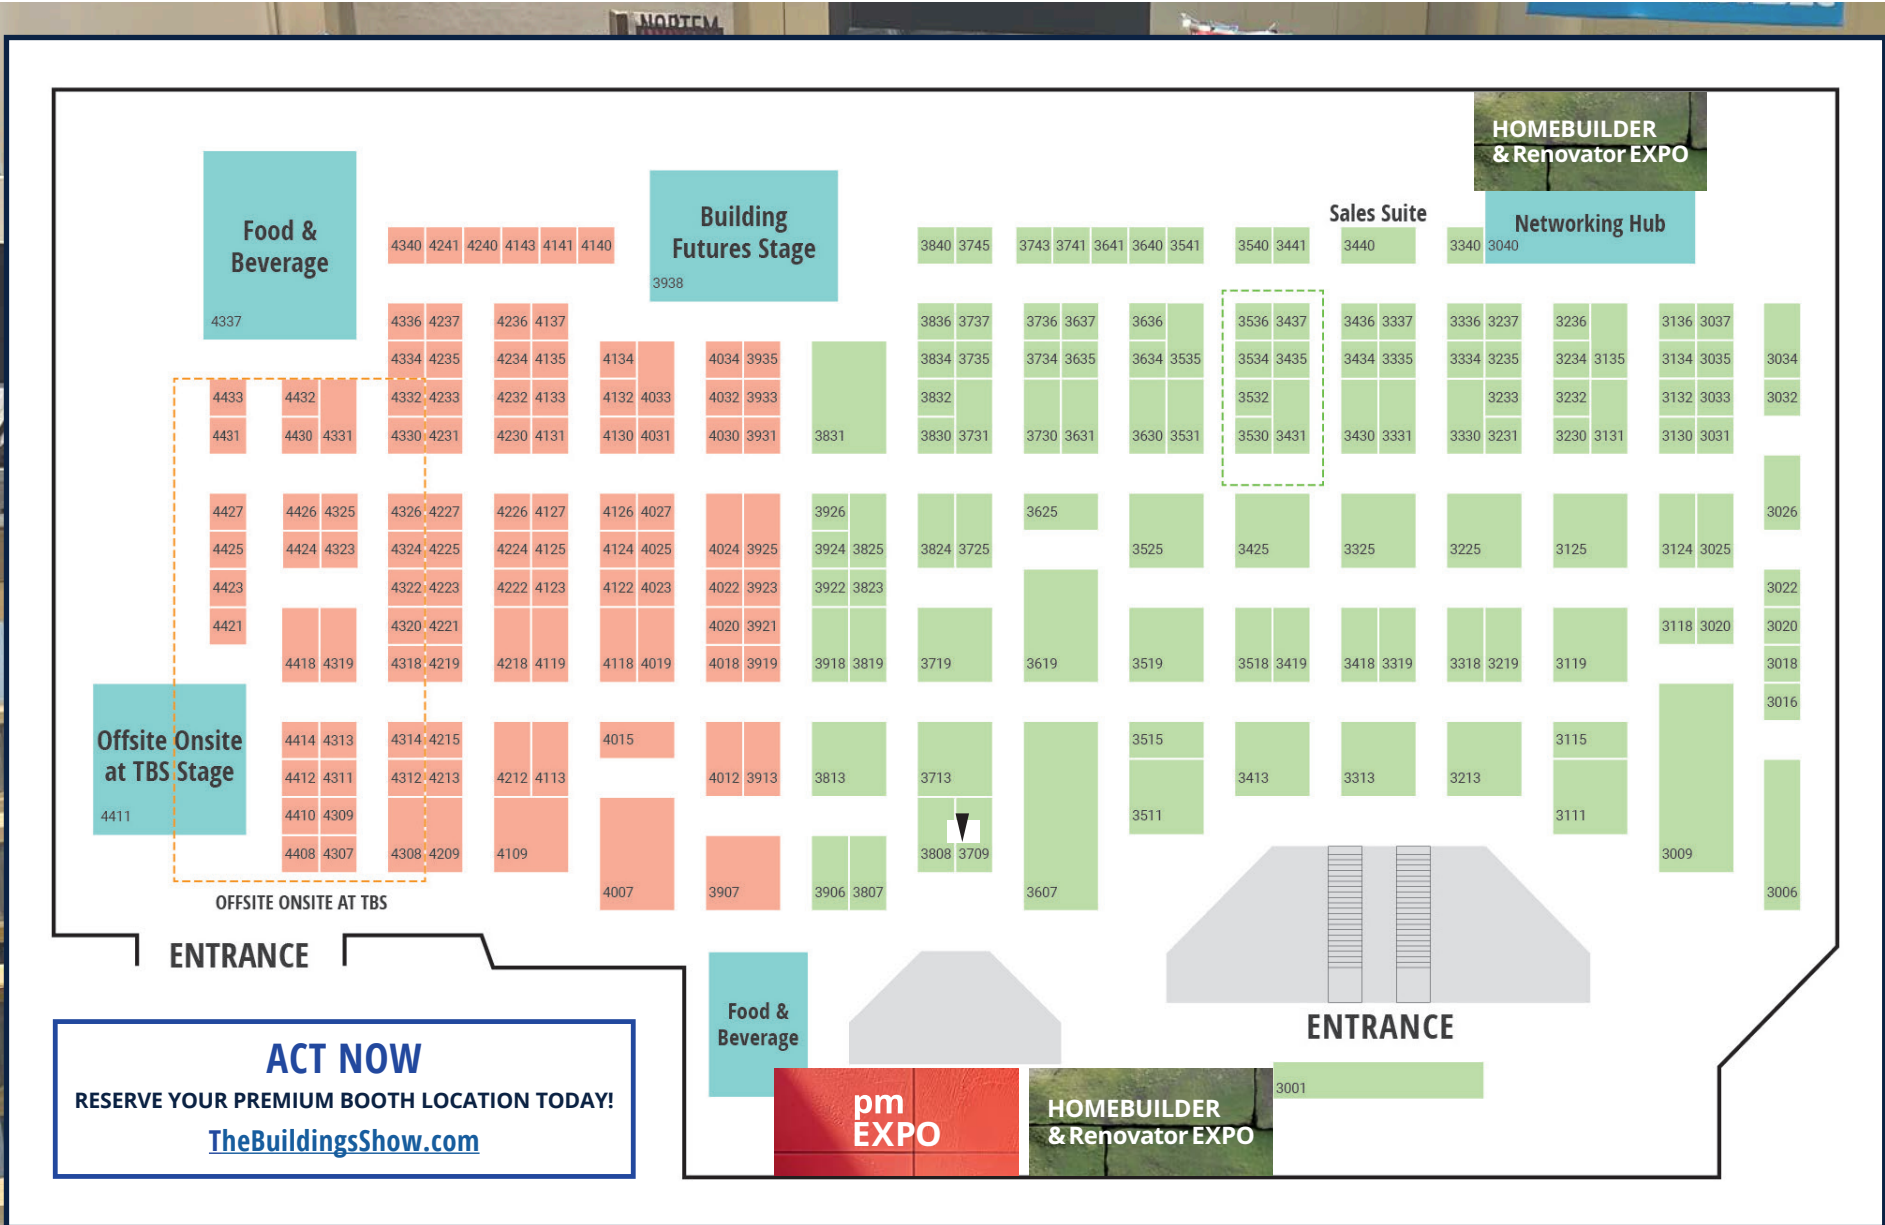 NORTEM
HOMEBUILDER
& Renovator EXPO
Food &
Beverage
4337
Building
Futures Stage
3938
Sales Suite
Networking Hub
4340 4241 4240 4143 4141 4140
3840 3745 3743 3741 3641 3640 3541 3540 3441 3440 3340 3040
4336 4237 4236 4137 3836 3737 3736 3637 3636 3536 3437 3436 3337 3336 3237 3236 3136 3037
4334 4235 4234 4135 4134 4034 3935 3834 3735 3734 3635 3634 3535 3534 3435 3434 3335 3334 3235 3234 3135 3134 3035 3034
4433 4432 4332 4233 4232 4133 4132 4033 4032 3933 3832 3532 3233 3232 3132 3033 3032
4431 4430 4331 4330 4231 4230 4131 4130 4031 4030 3931 3831 3830 3731 3730 3631 3630 3531 3530 3431 3430 3331 3330 3231 3230 3131 3130 3031
4427 4426 4325 4326 4227 4226 4127 4126 4027 3926 3625 3026
4425 4424 4323 4324 4225 4224 4125 4124 4025 4024 3925 3924 3825 3824 3725 3525 3425 3325 3225 3125 3124 3025
4423 4322 4223 4222 4123 4122 4023 4022 3923 3922 3823 3022
4421 4320 4221 4020 3921 3118 3020 3020
4418 4319 4318 4219 4218 4119 4118 4019 4018 3919 3918 3819 3719 3619 3519 3518 3419 3418 3319 3318 3219 3119 3018
3016
Offsite Onsite
at TBS Stage
4411
4414 4313 4314 4215 4015 3515 3115
4412 4311 4312 4213 4212 4113 4012 3913 3813 3713 3413 3313 3213
4410 4309 3511 3111
4408 4307 4308 4209 4109 3808 3709 3009
4007 3907 3906 3807 3607 3006
OFFSITE ONSITE AT TBS
ENTRANCE
Food &
Beverage
ENTRANCE
3001
ACT NOW
RESERVE YOUR PREMIUM BOOTH LOCATION TODAY!
TheBuildingsShow.com
pm
EXPO
HOMEBUILDER
& Renovator EXPO